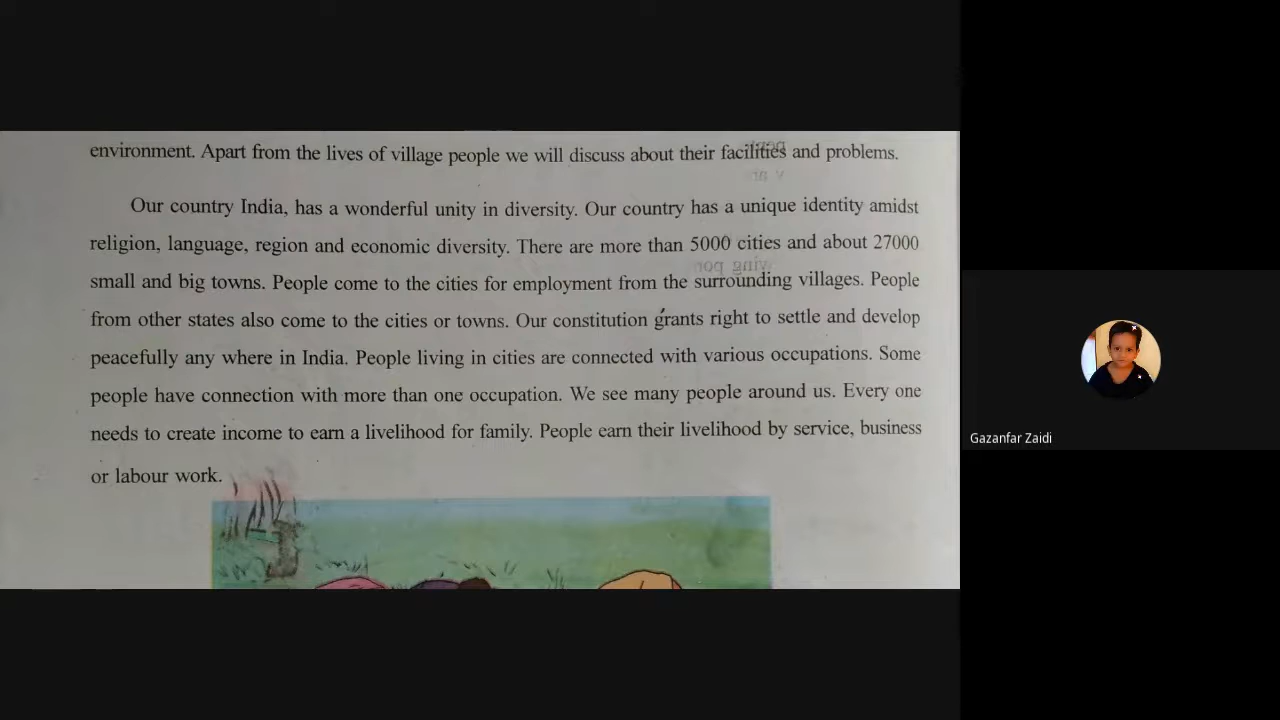 environment. Apart from the lives of village people we will discuss about their facilities and problems.
Our country India, has a wonderful unity in diversity. Our country has a unique identity amidst
religion, language, region and economic diversity. There are more than 5000 cities and about 27000
small and big towns. People come to the cities for employment from the surrounding villages. People
from other states also come to the cities or towns. Our constitution grants right to settle and develop
peacefully any where in India. People living in cities are connected with various occupations. Some
people have connection with more than one occupation. We see many people around us. Every one
needs to create income to earn a livelihood for family. People earn their livelihood by service, business
or labour work.
Gazanfar Zaidi